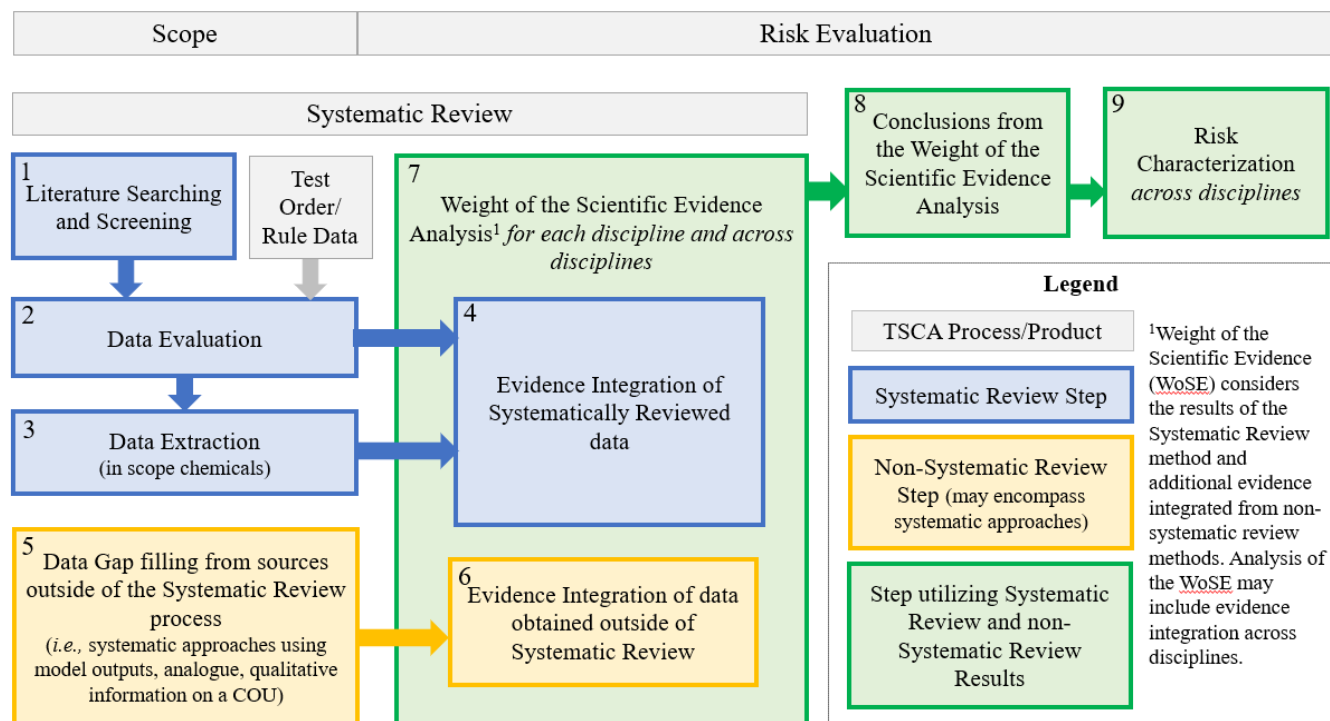 Scope
Risk Evaluation
Systematic Review
1
Literature Searching
and Screening
Test
Order/
Rule Data
2
Data Evaluation
3
Data Extraction
(in scope chemicals)
5
Data Gap filling from sources
outside of the Systematic Review
process
(i.e., systematic approaches using
model outputs, analogue, qualitative
information on a COU)
7
Weight of the Scientific Evidence
Analysis¹ for each discipline and across
disciplines
4
Evidence Integration of
Systematically Reviewed
data
6
Evidence Integration of data
obtained outside of
Systematic Review
8
Conclusions from
the Weight of the
Scientific Evidence
Analysis
9
Risk
Characterization
across disciplines
Legend
TSCA Process/Product
Systematic Review Step
Non-Systematic Review
Step (may encompass
systematic approaches)
Step utilizing Systematic
Review and non-
Systematic Review
Results
¹Weight of the
Scientific Evidence
(WoSE) considers
the results of the
Systematic Review
method and
additional evidence
integrated from non-
systematic review
methods. Analysis of
the WoSE may
include evidence
integration across
disciplines.